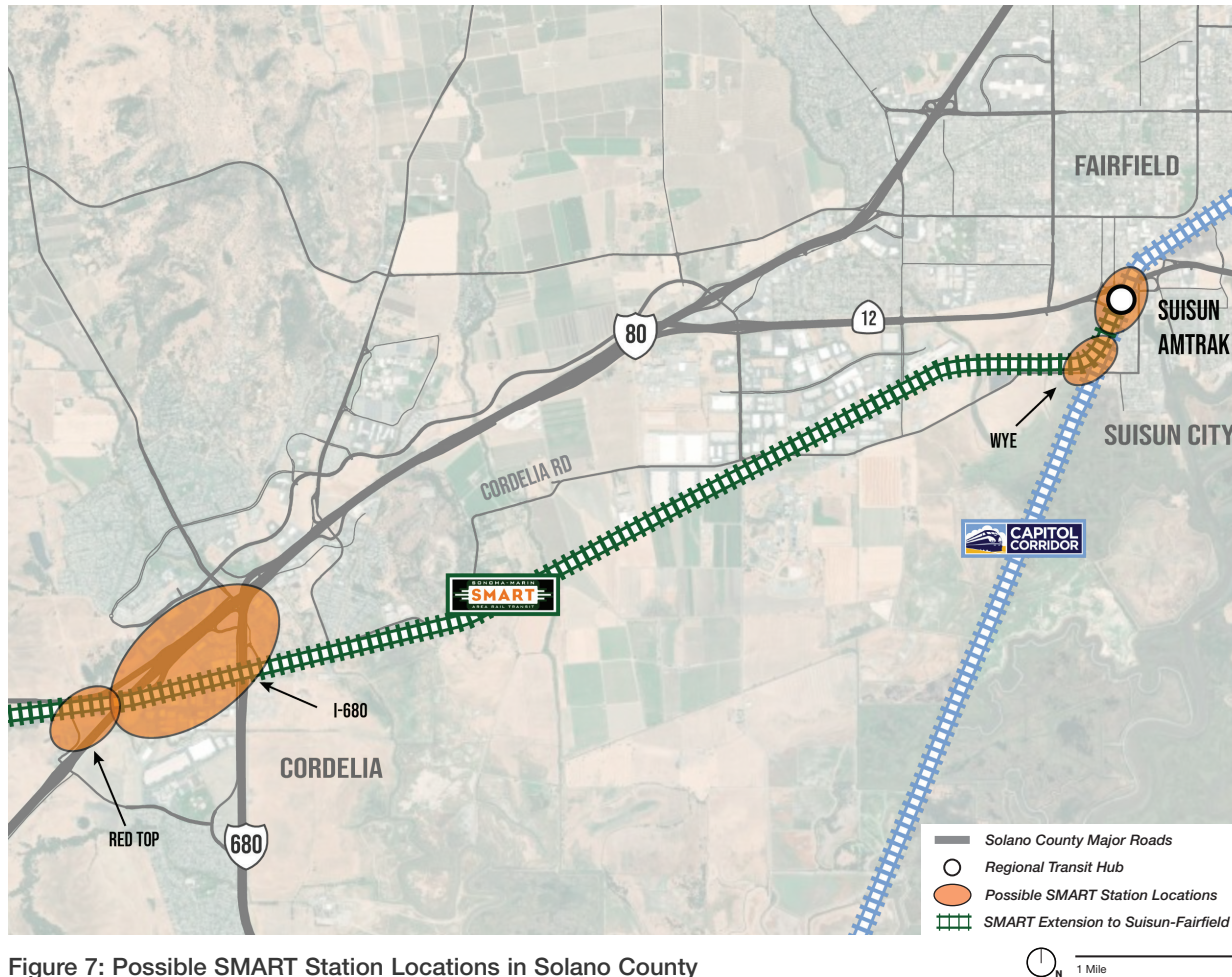 FAIRFIELD
80
12
SUISUN
AMTRAK
WYE
SUISUN CITY
CORDELIA RD
CAPITOL
CORRIDOR
SONOMA-MARIN
SMART
AREA RAIL TRANSIT
I-680
CORDELIA
RED TOP
680
Solano County Major Roads
Regional Transit Hub
Possible SMART Station Locations
SMART Extension to Suisun-Fairfield
Figure 7: Possible SMART Station Locations in Solano County
N
1 Mile